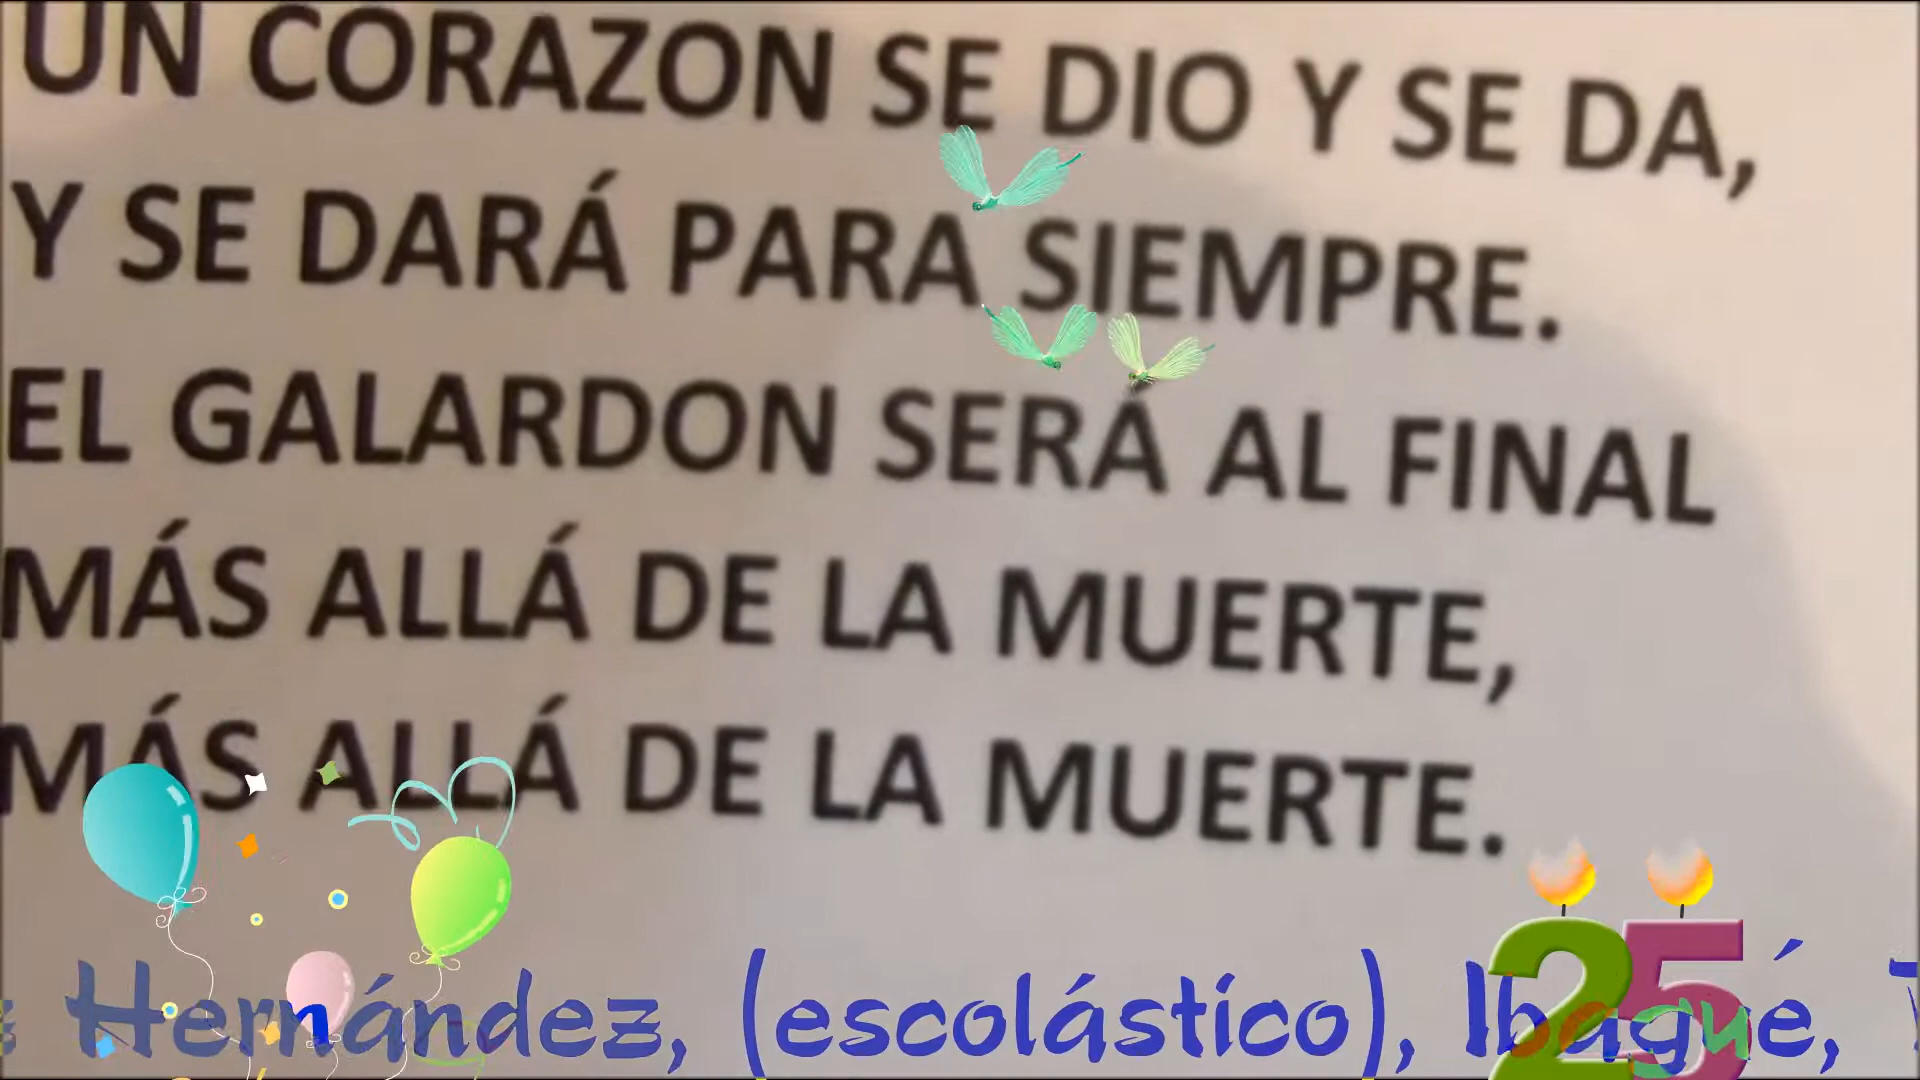 UN CORAZON SE DIO Y SE DA,
Y SE DARÁ PARA SIEMPRE.
EL GALARDON SERÁ AL FINAL
MÁS ALLÁ DE LA MUERTE,
MÁS ALLÁ DE LA MUERTE.
25
Hernández, (escolástico), Ibagué,